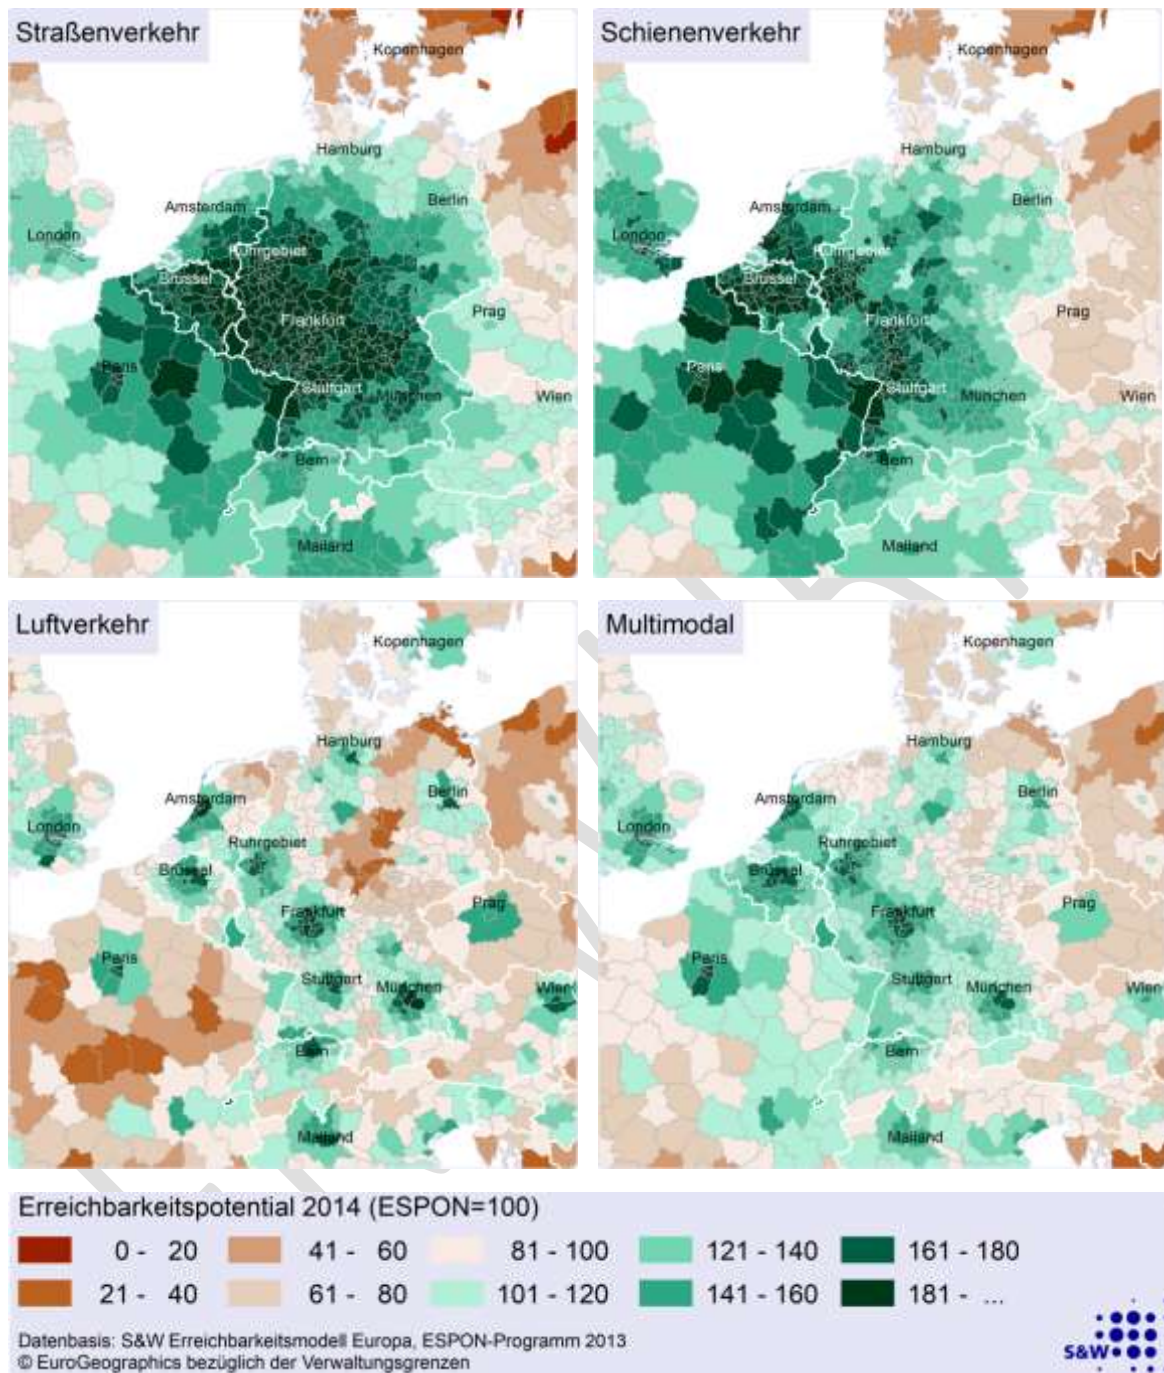 Straßenverkehr
Kopenhagen
Hamburg
Berlin
Amsterdam
London
Ruhrgebiet
Brüssel
Frankfurt
Prag
Paris
Stuttgart
München
Wien
Bern
Mailand
Schienenverkehr
Kopenhagen
Hamburg
Berlin
Amsterdam
London
Ruhrgebiet
Brüssel
Frankfurt
Prag
Paris
Stuttgart
München
Wien
Bern
Mailand
Luftverkehr
Kopenhagen
Hamburg
Berlin
Amsterdam
London
Ruhrgebiet
Brüssel
Frankfurt
Prag
Paris
Stuttgart
München
Wien
Bern
Mailand
Multimodal
Kopenhagen
Hamburg
Berlin
Amsterdam
London
Ruhrgebiet
Brüssel
Frankfurt
Prag
Paris
Stuttgart
München
Wien
Bern
Mailand
Erreichbarkeitspotential 2014 (ESPON=100)
0 - 20 41 - 60 81 - 100 121 - 140 161 - 180
21 - 40 61 - 80 101 - 120 141 - 160 181 - ...
Datenbasis: S&W Erreichbarkeitsmodell Europa, ESPON-Programm 2013
© EuroGeographics bezüglich der Verwaltungsgrenzen
S&W